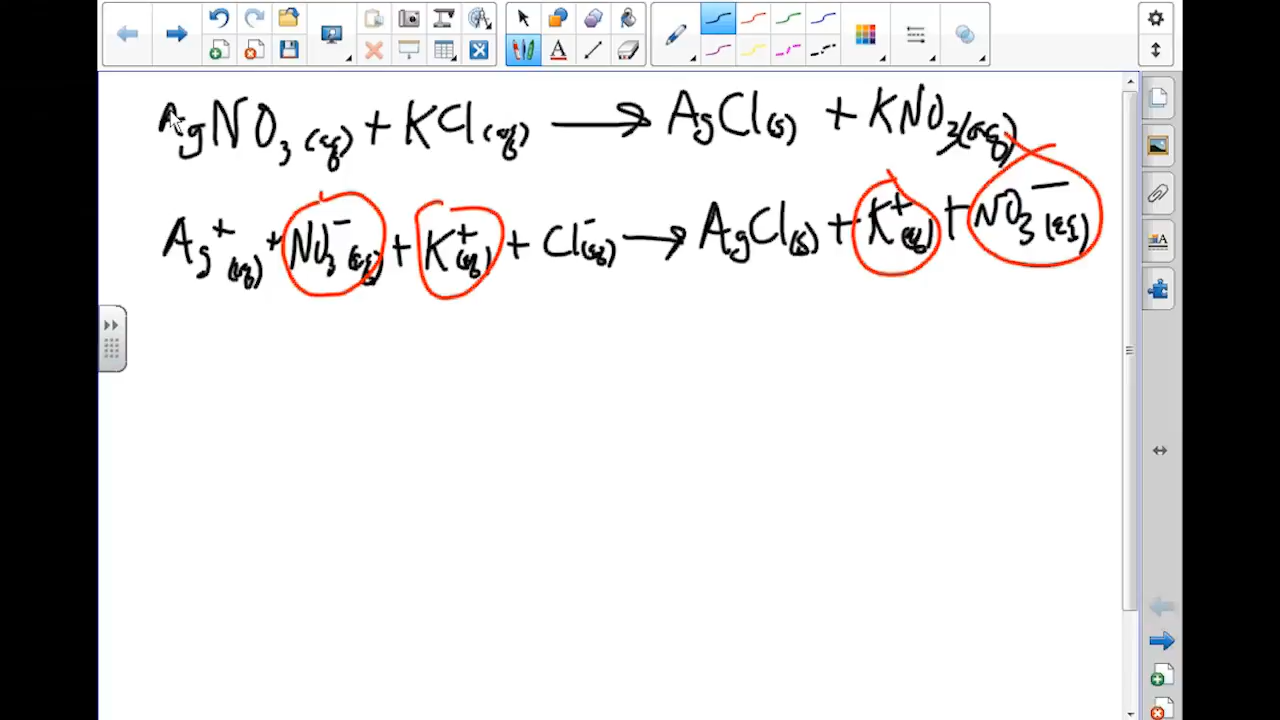 AgNO₃ (aq) + KCl (aq) → AgCl (s) + KNO₃ (aq)
Ag⁺ (aq) + NO₃⁻ (aq) + K⁺ (aq) + Cl⁻ (aq) → AgCl (s) + K⁺ (aq) + NO₃⁻ (aq)